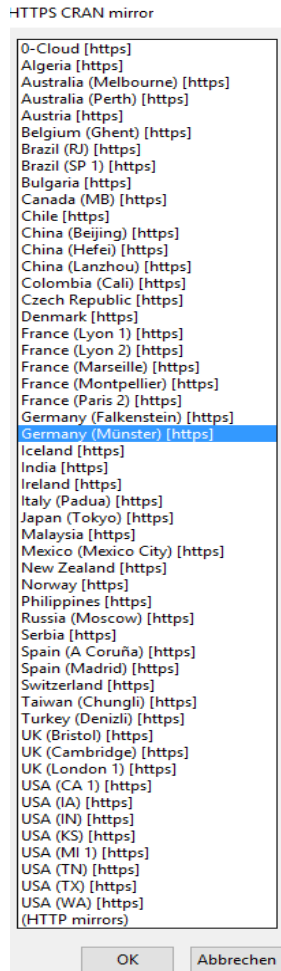 HTTPS CRAN mirror
0-Cloud [https]
Algeria [https]
Australia (Melbourne) [https]
Australia (Perth) [https]
Austria [https]
Belgium (Ghent) [https]
Brazil (RJ) [https]
Brazil (SP 1) [https]
Bulgaria [https]
Canada (MB) [https]
Chile [https]
China (Beijing) [https]
China (Hefei) [https]
China (Lanzhou) [https]
Colombia (Cali) [https]
Czech Republic [https]
Denmark [https]
France (Lyon 1) [https]
France (Lyon 2) [https]
France (Marseille) [https]
France (Montpellier) [https]
France (Paris 2) [https]
Germany (Falkenstein) [https]
Germany (Münster) [https]
Iceland [https]
India [https]
Ireland [https]
Italy (Padua) [https]
Japan (Tokyo) [https]
Malaysia [https]
Mexico (Mexico City) [https]
New Zealand [https]
Norway [https]
Philippines [https]
Russia (Moscow) [https]
Serbia [https]
Spain (A Coruña) [https]
Spain (Madrid) [https]
Switzerland [https]
Taiwan (Chungli) [https]
Turkey (Denizli) [https]
UK (Bristol) [https]
UK (Cambridge) [https]
UK (London 1) [https]
USA (CA 1) [https]
USA (IA) [https]
USA (IN) [https]
USA (KS) [https]
USA (MI 1) [https]
USA (TN) [https]
USA (TX) [https]
USA (WA) [https]
(HTTP mirrors)
OK Abbrechen